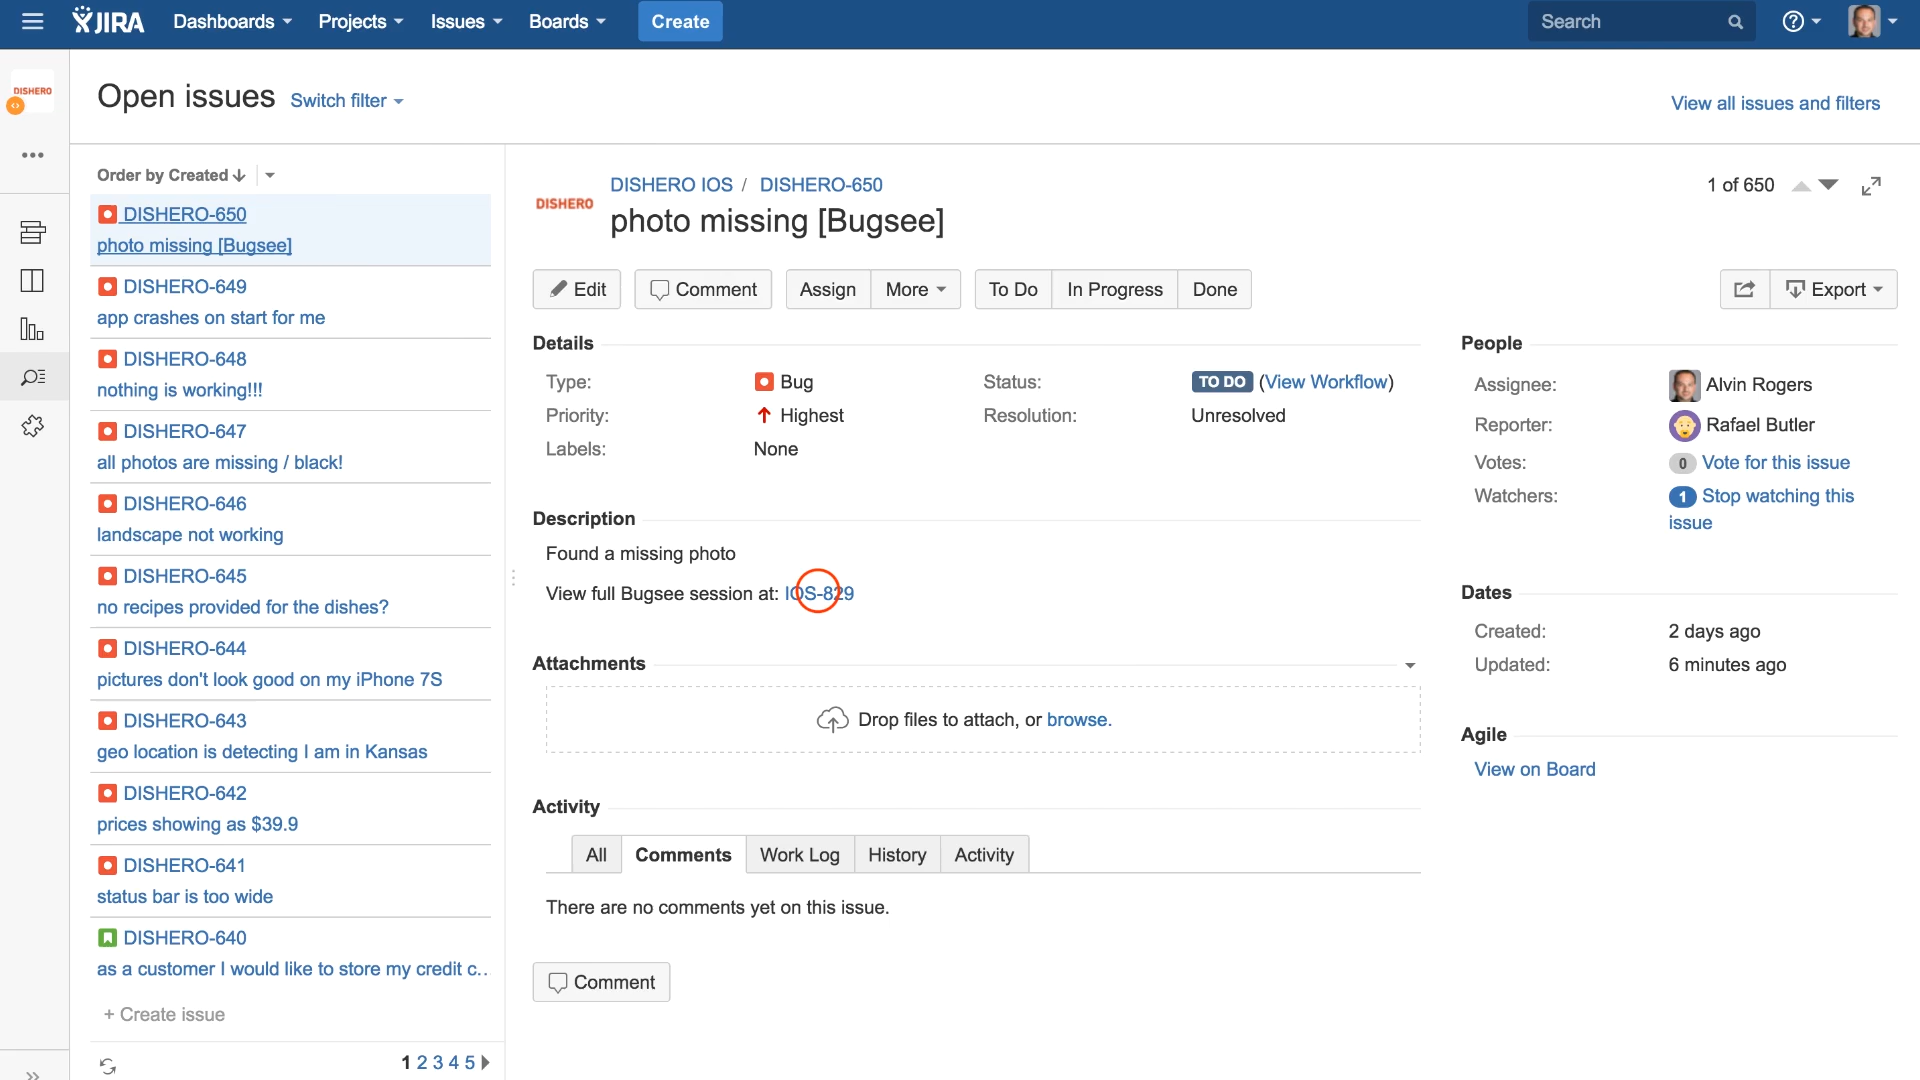 JIRA Dashboards Projects Issues Boards Create Search
DISHERO
Open issues Switch filter
View all issues and filters
Order by Created
DISHERO-650
photo missing [Bugsee]
DISHERO-649
app crashes on start for me
DISHERO-648
nothing is working!!!
DISHERO-647
all photos are missing / black!
DISHERO-646
landscape not working
DISHERO-645
no recipes provided for the dishes?
DISHERO-644
pictures don't look good on my iPhone 7S
DISHERO-643
geo location is detecting I am in Kansas
DISHERO-642
prices showing as $39.9
DISHERO-641
status bar is too wide
DISHERO-640
as a customer I would like to store my credit c...
+ Create issue
1 2 3 4 5
DISHERO
DISHERO IOS / DISHERO-650
photo missing [Bugsee]
1 of 650
Edit Comment Assign More To Do In Progress Done
Export
Details
Type: Bug Status: TO DO (View Workflow)
Priority: Highest Resolution: Unresolved
Labels: None
Description
Found a missing photo
View full Bugsee session at: IOS-829
Attachments
Drop files to attach, or browse.
Activity
All Comments Work Log History Activity
There are no comments yet on this issue.
Comment
People
Assignee: Alvin Rogers
Reporter: Rafael Butler
Votes: 0 Vote for this issue
Watchers: 1 Stop watching this
issue
Dates
Created: 2 days ago
Updated: 6 minutes ago
Agile
View on Board